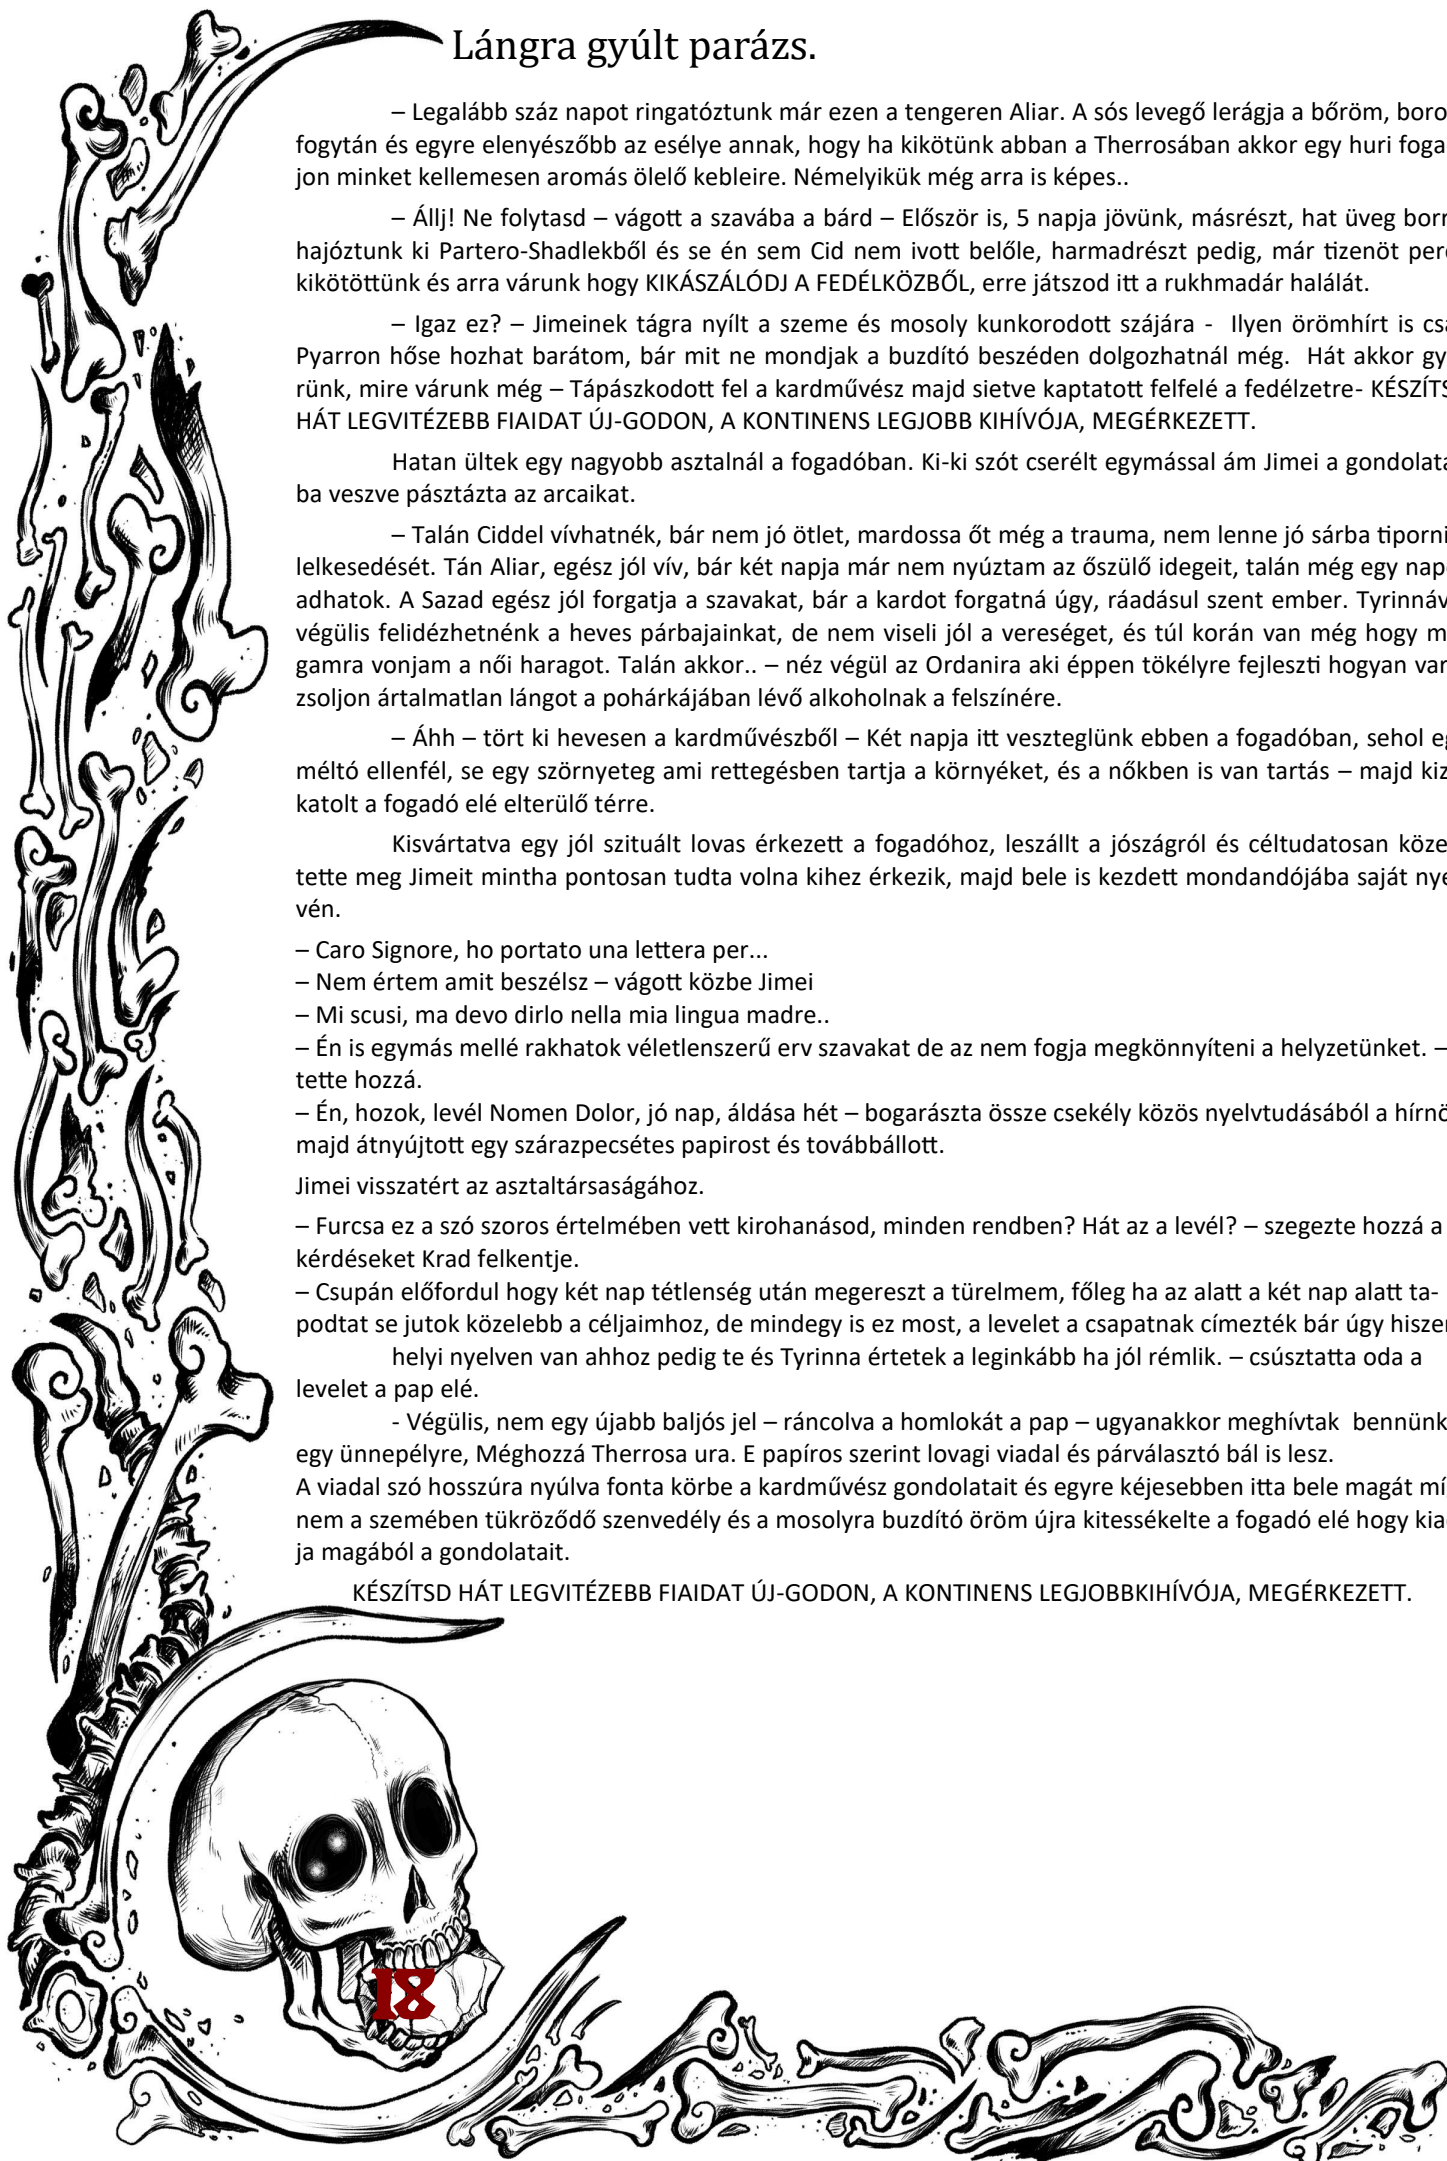 Lángra gyúlt parázs.
– Legalább száz napot ringatóztunk már ezen a tengeren Aliar. A sós levegő lerágja a bőröm, boro
fogytán és egyre elenyészőbb az esélye annak, hogy ha kikötünk abban a Therrosában akkor egy huri foga
jon minket kellemesen aromás ölelő kebleire. Némelyikük még arra is képes..
– Állj! Ne folytasd – vágott a szavába a bárd – Először is, 5 napja jövünk, másrészt, hat üveg borr
hajóztunk ki Partero-Shadlekből és se én sem Cid nem ivott belőle, harmadrészt pedig, már tizenöt per
kikötöttünk és arra várunk hogy KIKÁSZÁLÓDJ A FEDÉLKÖZBŐL, erre játszod itt a rukhmadár halálát.
– Igaz ez? – Jimeinek tágra nyílt a szeme és mosoly kunkorodott szájára - Ilyen örömhírt is csa
Pyarron hőse hozhat barátom, bár mit ne mondjak a buzdító beszéden dolgozhatnál még. Hát akkor gy
rünk, mire várunk még – Tápászkodott fel a kardművész majd sietve kaptatott felfelé a fedélzetre- KÉSZÍTS
HÁT LEGVITÉZEBB FIAIDAT ÚJ-GODON, A KONTINENS LEGJOBB KIHÍVÓJA, MEGÉRKEZETT.
Hatan ültek egy nagyobb asztalnál a fogadóban. Ki-ki szót cserélt egymással ám Jimei a gondolata
ba veszve pásztázta az arcaikat.
– Talán Ciddel vívhatnék, bár nem jó ötlet, mardossa őt még a trauma, nem lenne jó sárba tiporni
lelkesedését. Tán Aliar, egész jól vív, bár két napja már nem nyúztam az őszülő idegeit, talán még egy nap
adhatok. A Sazad egész jól forgatja a szavakat, bár a kardot forgatná úgy, ráadásul szent ember. Tyrinnáv
végülis felidézhetnénk a heves párbajainkat, de nem viseli jól a vereséget, és túl korán van még hogy m
gamra vonjam a női haragot. Talán akkor.. – néz végül az Ordanira aki éppen tökélyre fejleszti hogyan var
zsoljon ártalmatlan lángot a pohárkájában lévő alkoholnak a felszínére.
– Áhh – tört ki hevesen a kardművészből – Két napja itt veszteglünk ebben a fogadóban, sehol eg
méltó ellenfél, se egy szörnyeteg ami rettegésben tartja a környéket, és a nőkben is van tartás – majd kiz
katolt a fogadó elé elterülő térre.
Kisvártatva egy jól szituált lovas érkezett a fogadóhoz, leszállt a jószágról és céltudatosan köze
tette meg Jimeit mintha pontosan tudta volna kihez érkezik, majd bele is kezdett mondandójába saját nye
vén.
– Caro Signore, ho portato una lettera per...
– Nem értem amit beszélsz – vágott közbe Jimei
– Mi scusi, ma devo dirlo nella mia lingua madre..
– Én is egymás mellé rakhatok véletlenszerű erv szavakat de az nem fogja megkönnyíteni a helyzetünket. –
tette hozzá.
– Én, hozok, levél Nomen Dolor, jó nap, áldása hét – bogarászta össze csekély közös nyelvtudásából a hírnö
majd átnyújtott egy szárazpecsétes papirost és továbbállott.
Jimei visszatért az asztaltársaságához.
– Furcsa ez a szó szoros értelmében vett kirohanásod, minden rendben? Hát az a levél? – szegezte hozzá a
kérdéseket Krad felkentje.
– Csupán előfordul hogy két nap tétlenség után megereszt a türelmem, főleg ha az alatt a két nap alatt ta-
podtat se jutok közelebb a céljaimhoz, de mindegy is ez most, a levelet a csapatnak címezték bár úgy hiszem
helyi nyelven van ahhoz pedig te és Tyrinna értetek a leginkább ha jól rémlik. – csúsztatta oda a
levelet a pap elé.
- Végülis, nem egy újabb baljós jel – ráncolva a homlokát a pap – ugyanakkor meghívtak bennünk
egy ünnepélyre, Méghozzá Therrosa ura. E papíros szerint lovagi viadal és párválasztó bál is lesz.
A viadal szó hosszúra nyúlva fonta körbe a kardművész gondolatait és egyre kéjesebben itta bele magát mí
nem a szemében tükröződő szenvedély és a mosolyra buzdító öröm újra kitessékelte a fogadó elé hogy kia
ja magából a gondolatait.
KÉSZÍTSD HÁT LEGVITÉZEBB FIAIDAT ÚJ-GODON, A KONTINENS LEGJOBBKIHÍVÓJA, MEGÉRKEZETT.
18